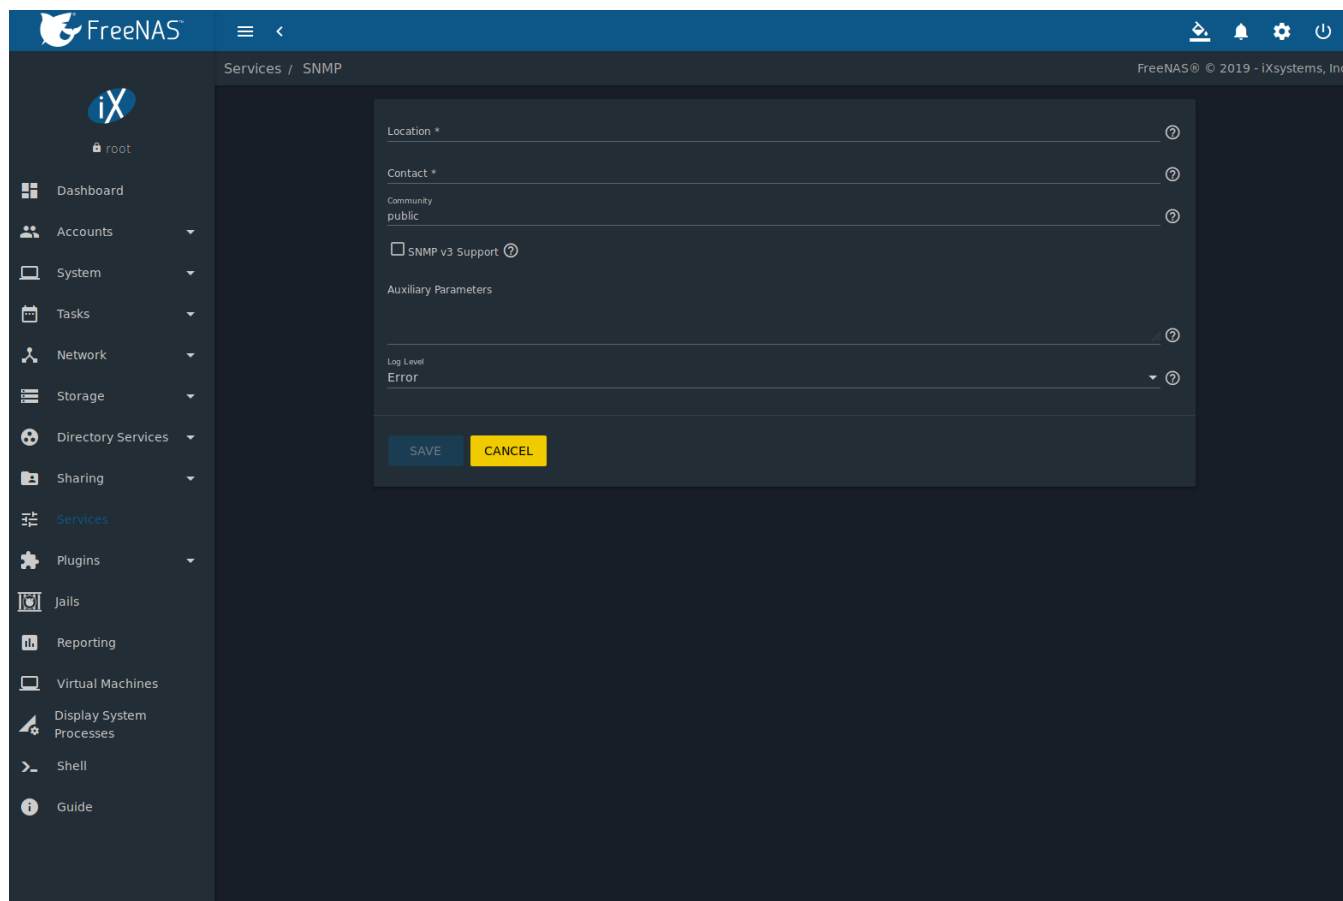 FreeNAS™
Services / SNMP
FreeNAS® © 2019 - iXsystems, Inc
iX
root
Dashboard
Accounts
System
Tasks
Network
Storage
Directory Services
Sharing
Services
Plugins
Jails
Reporting
Virtual Machines
Display System
Processes
Shell
Guide
Location *
Contact *
Community
public
SNMP v3 Support
Auxiliary Parameters
Log Level
Error
SAVE CANCEL